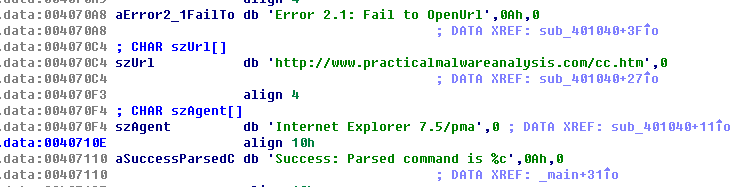 align 4
.data:004070A8 aError2_1FailTo db 'Error 2.1: Fail to OpenUrl',0Ah,0
.data:004070A8 ; DATA XREF: sub_401040+3F↑o
.data:004070C4 ; CHAR szUrl[]
.data:004070C4 szUrl db 'http://www.practicalmalwareanalysis.com/cc.htm',0
.data:004070C4 ; DATA XREF: sub_401040+27↑o
.data:004070F3 align 4
.data:004070F4 ; CHAR szAgent[]
.data:004070F4 szAgent db 'Internet Explorer 7.5/pma',0 ; DATA XREF: sub_401040+11↑o
.data:0040710E align 10h
.data:00407110 aSuccessParsedC db 'Success: Parsed command is %c',0Ah,0
.data:00407110 ; DATA XREF: _main+31↑o